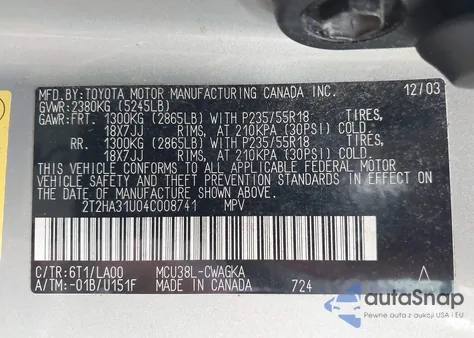 MFD.BY:TOYOTA MOTOR MANUFACTURING CANADA INC. 12/03
GVWR:2380KG (5245LB)
GAWR:FRT. 1300KG (2865LB) WITH P235/55R18 TIRES,
18X7JJ RIMS, AT 210KPA (30PSI) COLD.
RR. 1300KG (2865LB) WITH P235/55R18 TIRES,
18X7JJ RIMS, AT 210KPA (30PSI) COLD.
THIS VEHICLE CONFORMS TO ALL APPLICABLE FEDERAL MOTOR
VEHICLE SAFETY AND BUMPER STANDARDS IN EFFECT ON THE
DATE OF MANUFACTURE SHOWN ABOVE.
2T2HA31U04C008741 MPV
C/TR:6T1/LA00 MCU38L-CWAGKA A
A/TM:-01B/U151F MADE IN CANADA 724
autoSnap
Pewne auta z aukcji USA i EU